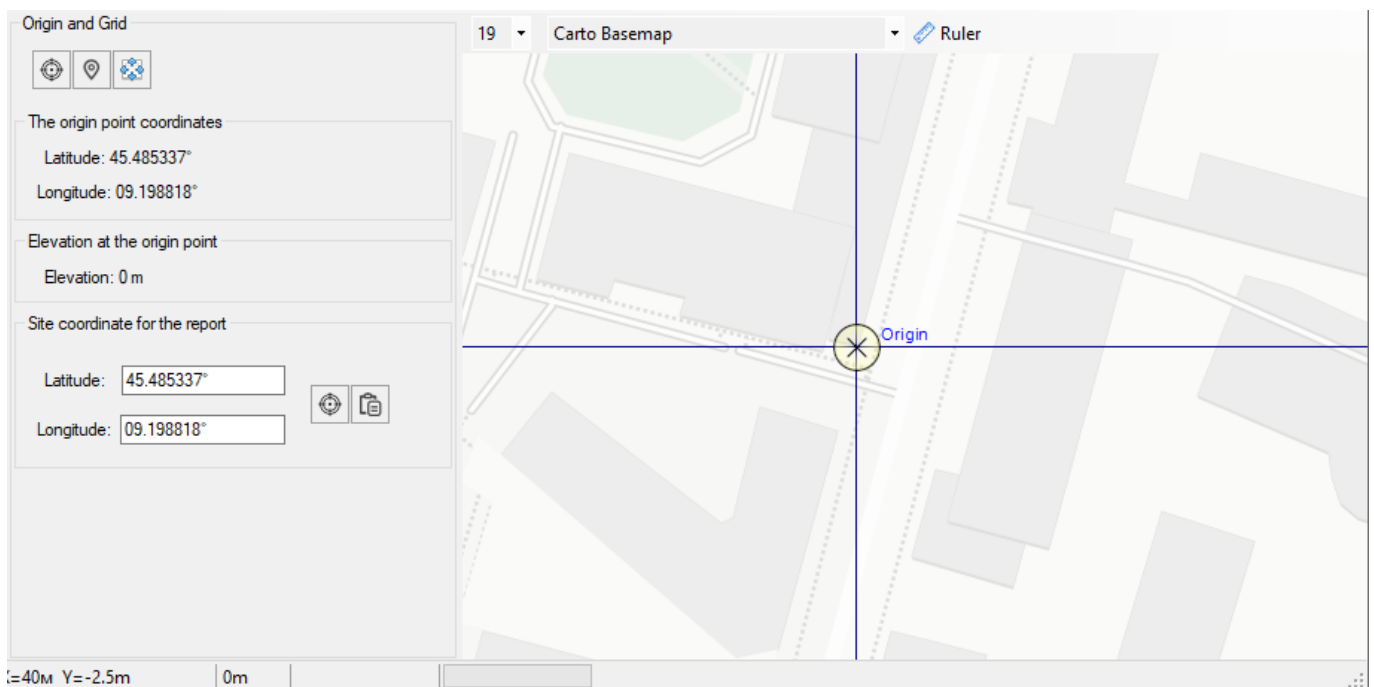 Origin and Grid
19 Carto Basemap Ruler
The origin point coordinates
Latitude: 45.485337°
Longitude: 09.198818°
Elevation at the origin point
Elevation: 0 m
Site coordinate for the report
Latitude: 45.485337°
Longitude: 09.198818°
Origin
=40м Y=-2.5m 0m